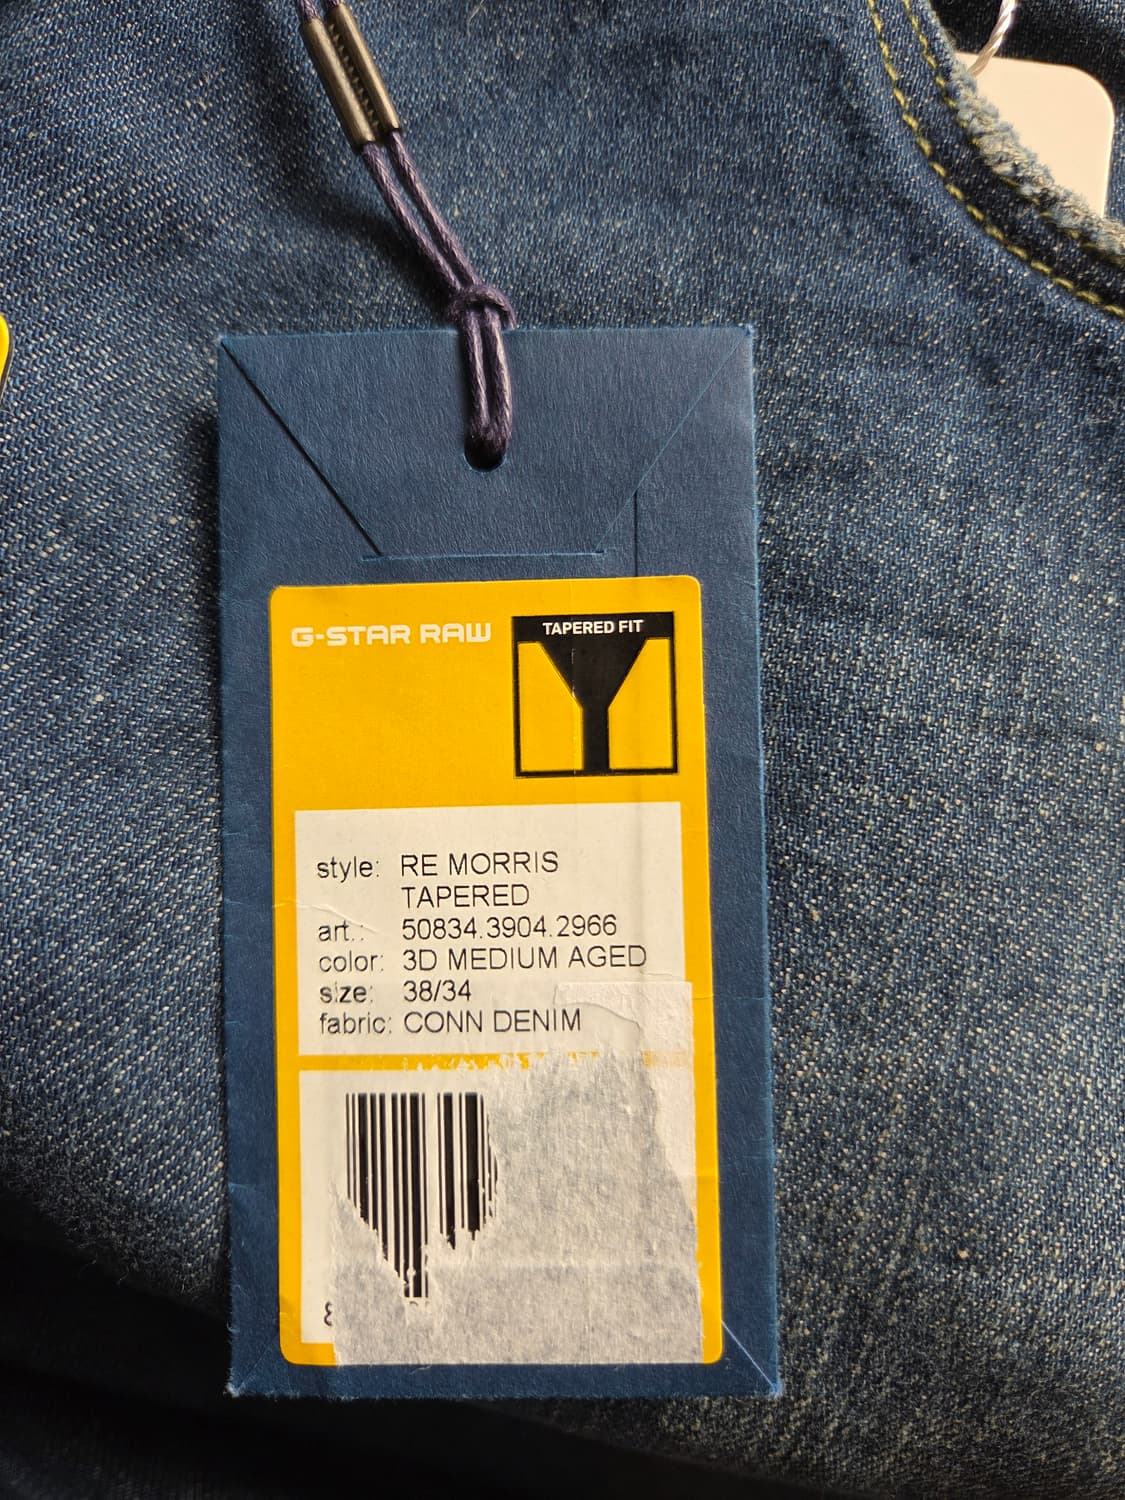 G-STAR RAW
TAPERED FIT
style: RE MORRIS
TAPERED
art.: 50834.3904.2966
color: 3D MEDIUM AGED
size: 38/34
fabric: CONN DENIM